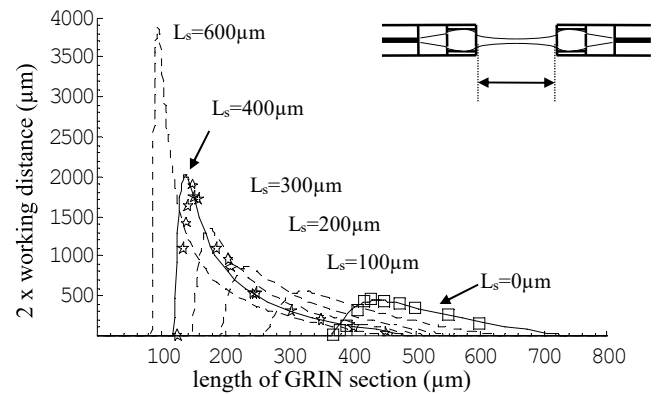 4000
3500
3000
2500
2000
1500
1000
500
2 x working distance (µm)
Lₛ=600µm
Lₛ=400µm
Lₛ=300µm
Lₛ=200µm
Lₛ=100µm
Lₛ=0µm
100 200 300 400 500 600 700 800
length of GRIN section (µm)